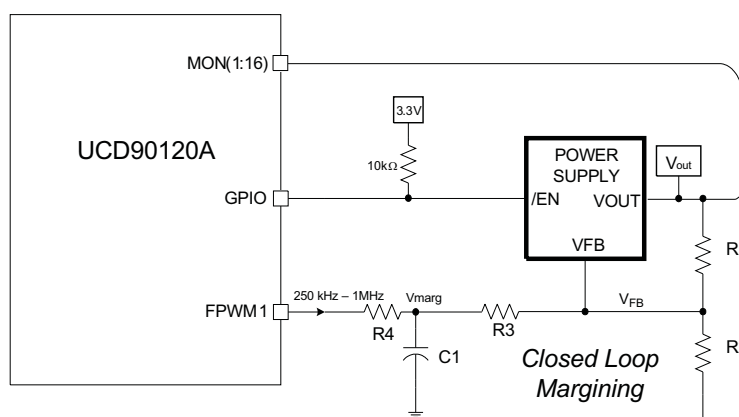 MON(1:16)
3.3V
UCD90120A
10kΩ
POWER
SUPPLY
Vout
GPIO
/EN
VOUT
VFB
R
250 kHz – 1MHz
Vmarg
VFB
FPWM1
R4
R3
R
C1
Closed Loop
Margining